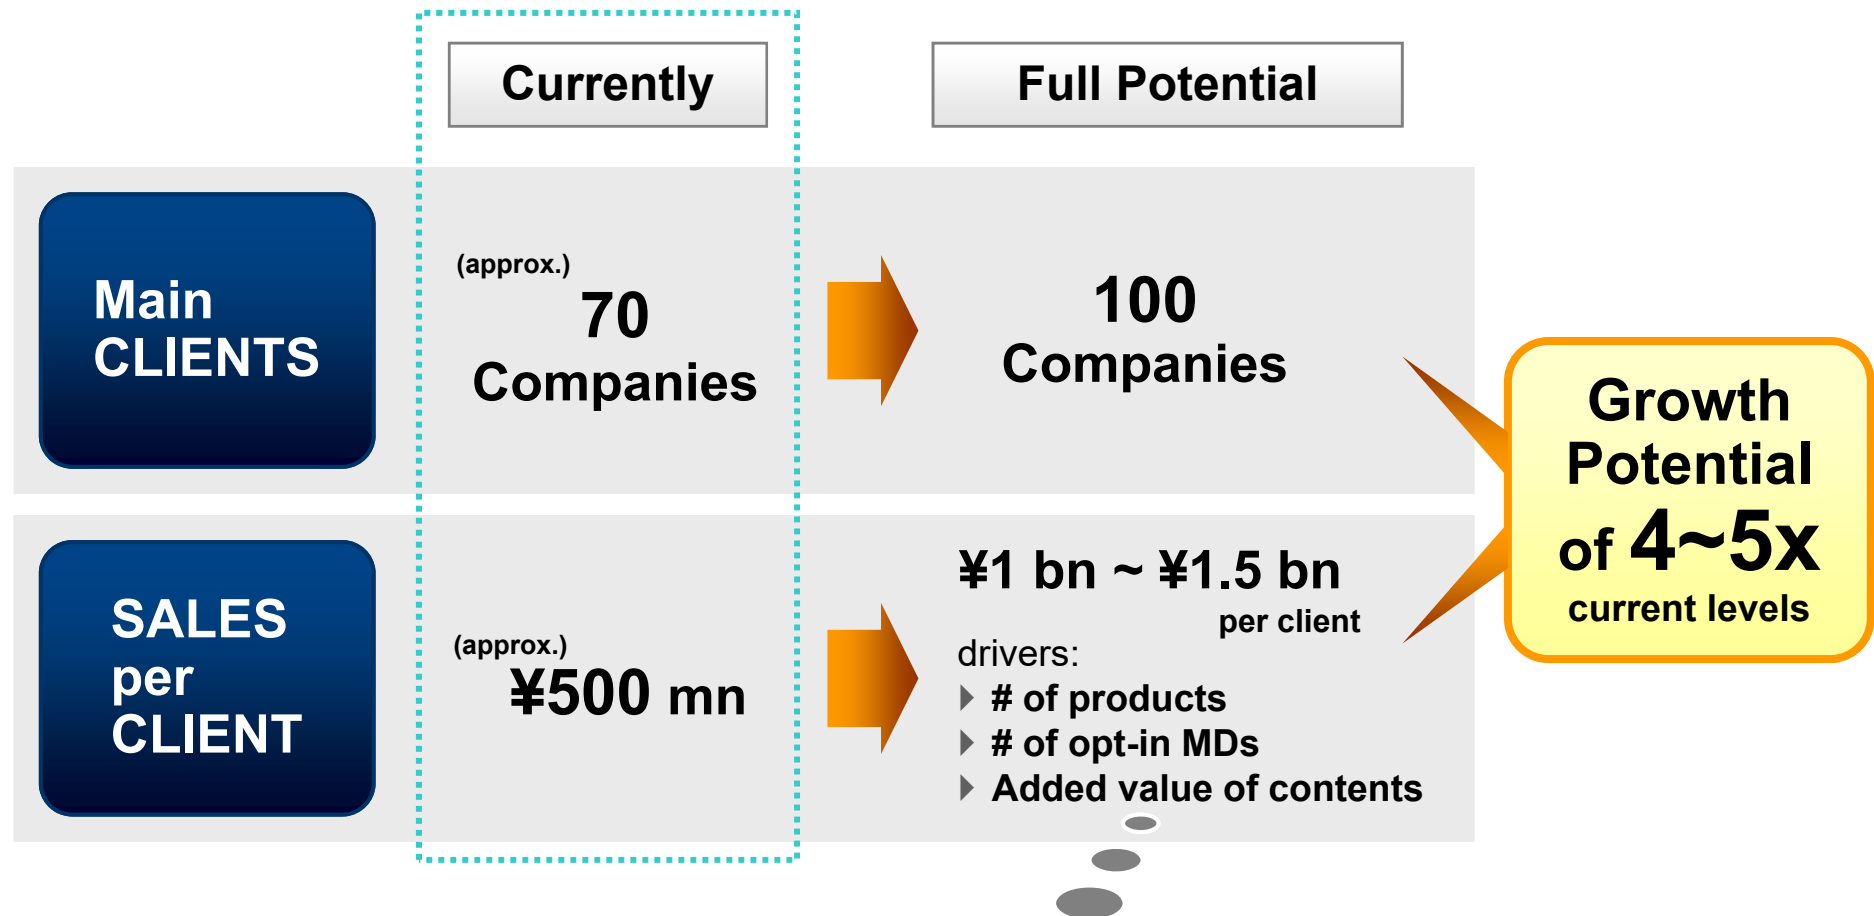 Currently
Full Potential
Main
CLIENTS
(approx.)
70
Companies
100
Companies
SALES
per
CLIENT
(approx.)
¥500 mn
¥1 bn ~ ¥1.5 bn
per client
drivers:
# of products
# of opt-in MDs
Added value of contents
Growth
Potential
of 4~5x
current levels